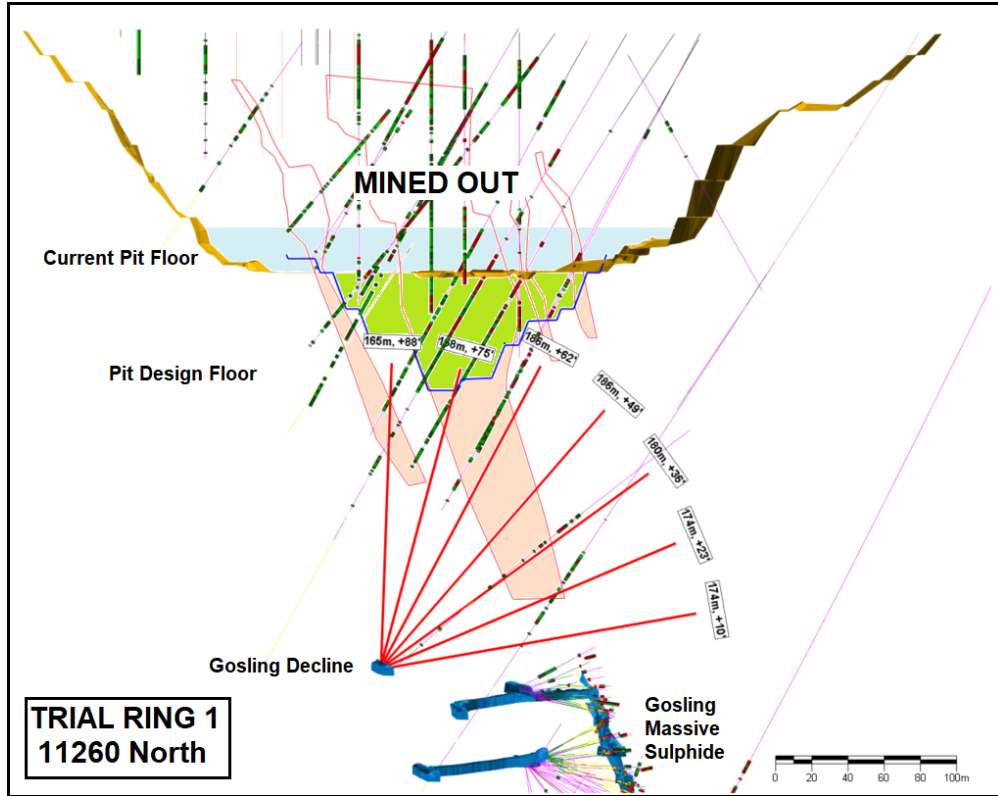 MINED OUT
Current Pit Floor
165m, +88°
168m, +75°
186m, +62°
Pit Design Floor
186m, +49°
180m, +36°
174m, +23°
174m, +10°
Gosling Decline
TRIAL RING 1
11260 North
Gosling
Massive
Sulphide
0 20 40 60 80 100m